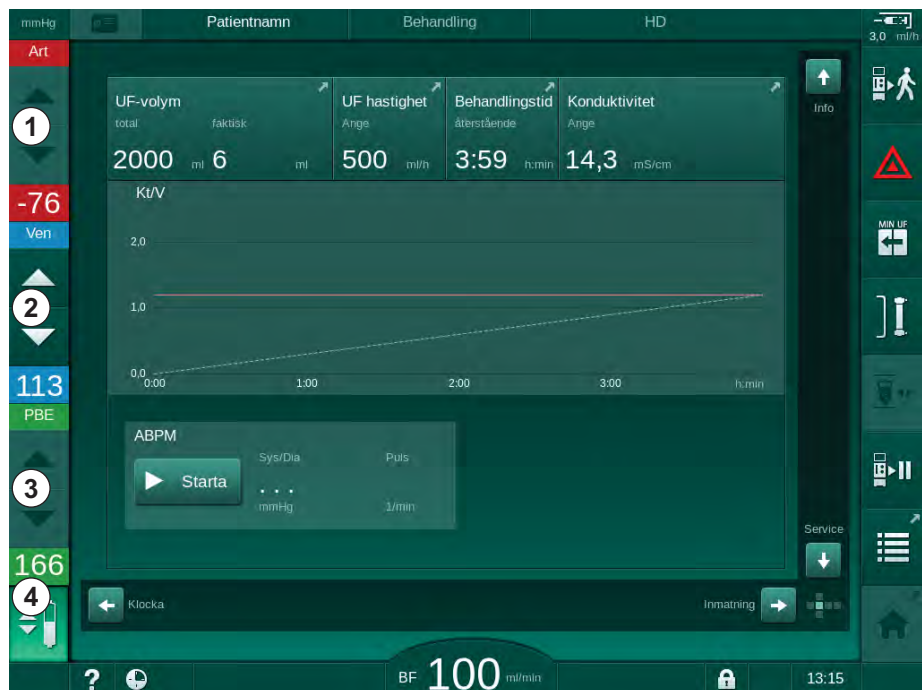 mmHg
Patientnamn
Behandling
HD
3,0 ml/h
Art
1
-76
Ven
2
113
PBE
3
166
4
UF-volym
total
faktisk
2000 ml 6 ml
UF hastighet
Ange
500 ml/h
Behandlingstid
återstående
3:59 h:min
Konduktivitet
Ange
14,3 mS/cm
Info
Kt/V
2,0
1,0
0,0
0:00 1:00 2:00 3:00 h:min
ABPM
Starta
Sys/Dia
. . .
mmHg
Puls
1/min
Service
Klocka
Inmatning
MIN UF
?
BF 100 ml/min
13:15